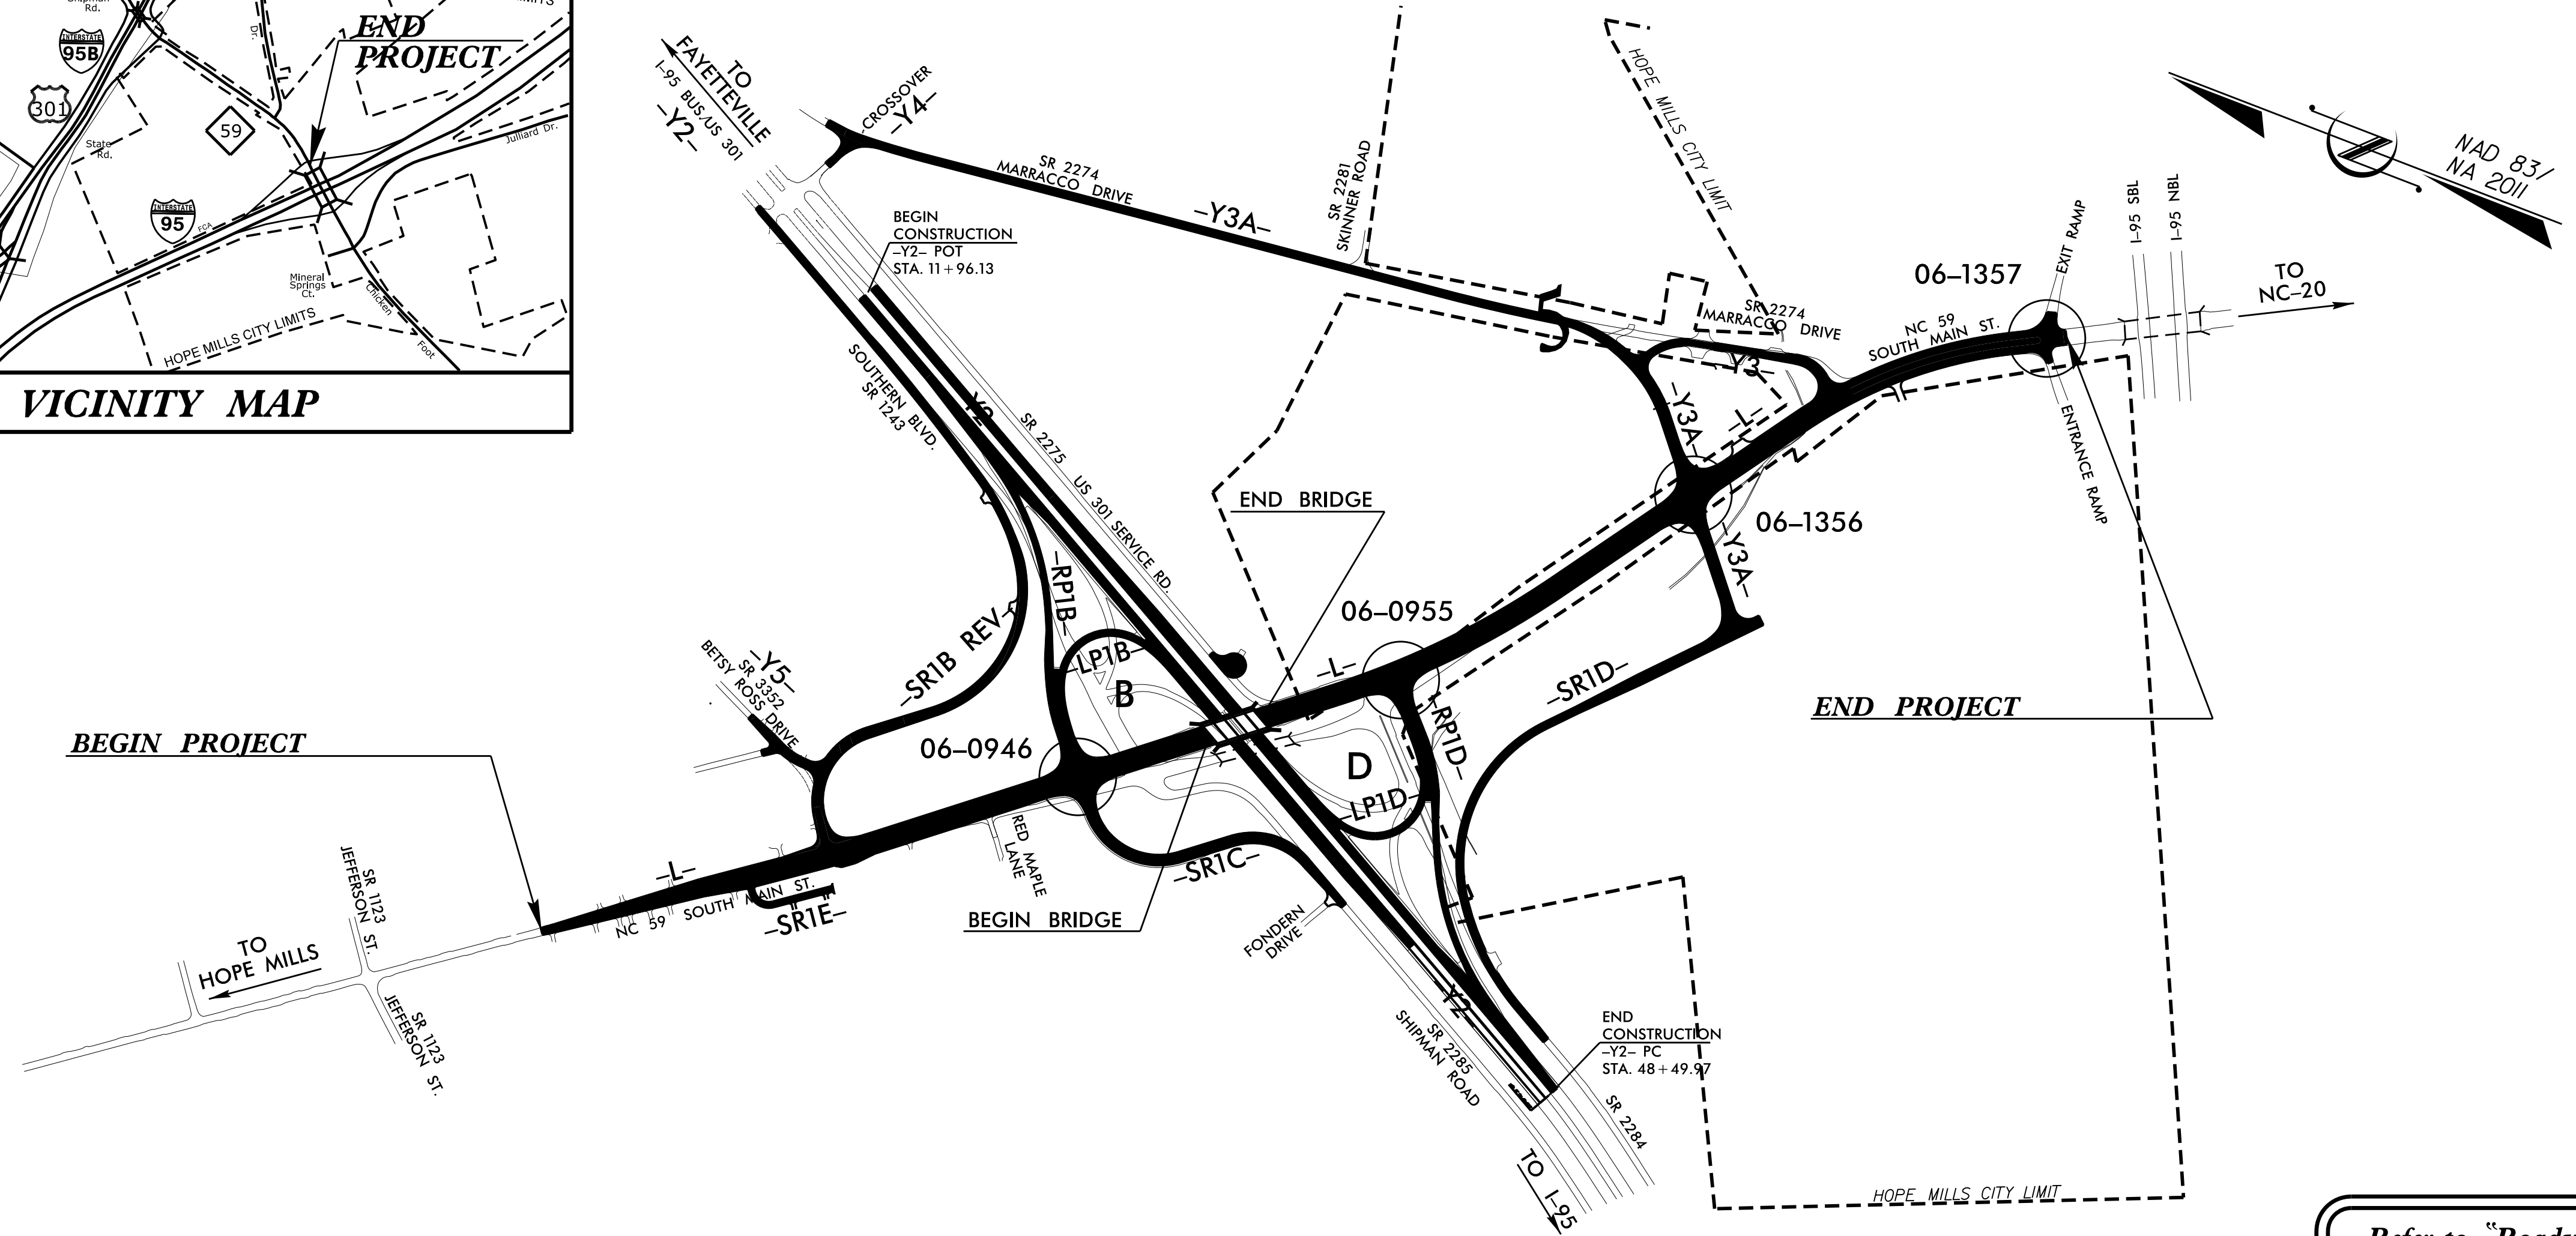 Rd.
INTERSTATE
95B
301
Dr.
END
PROJECT
59
State
Rd.
Julliard Dr.
INTERSTATE
95
FCA
Mineral
Springs
Ct.
Chicken
Foot
HOPE MILLS CITY LIMITS
VICINITY MAP
TO
FAYETTEVILLE
I-95 BUS/US 301
-Y2-
CROSSOVER
-Y4-
SR 2274
MARRACCO DRIVE
-Y3A-
SR 2281
SKINNER ROAD
HOPE MILLS CITY LIMIT
NAD 83/
NA 2011
BEGIN
CONSTRUCTION
-Y2- POT
STA. 11+96.13
5
SR 2274
MARRACCO DRIVE
-Y3-
NC 59
SOUTH MAIN ST.
06-1357
EXIT RAMP
ENTRANCE RAMP
I-95 SBL
I-95 NBL
TO
NC-20
SOUTHERN BLVD.
SR 1243
-Y2-
SR 2275
US 301 SERVICE RD.
-Y3A-
-L-
06-1356
-Y3A-
END BRIDGE
-RP1B-
-LP1B-
B
-SR1B REV-
06-0955
-L-
-SR1D-
-Y5-
SR 3352
BETSY ROSS DRIVE
END PROJECT
BEGIN PROJECT
06-0946
-RP1D-
D
-LP1D-
RED MAPLE
LANE
-SR1C-
-L-
NC 59 SOUTH MAIN ST.
-SR1E-
BEGIN BRIDGE
FONDERN
DRIVE
SR 1123
JEFFERSON ST.
TO
HOPE MILLS
SR 1123
JEFFERSON ST.
-Y2-
SR 2285
SHIPMAN ROAD
END
CONSTRUCTION
-Y2- PC
STA. 48+49.97
SR 2284
TO I-95
HOPE MILLS CITY LIMIT
Refer to